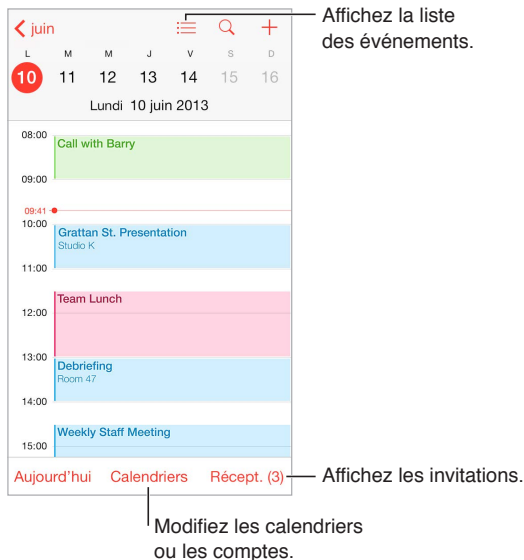 juin
Affichez la liste
des événements.
L M M J V S D
10 11 12 13 14 15 16
Lundi 10 juin 2013
08:00
Call with Barry
09:00
09:41
10:00
Grattan St. Presentation
Studio K
11:00
Team Lunch
12:00
13:00
Debriefing
Room 47
14:00
Weekly Staff Meeting
15:00
Aujourd'hui Calendriers Récept. (3)
Affichez les invitations.
Modifiez les calendriers
ou les comptes.